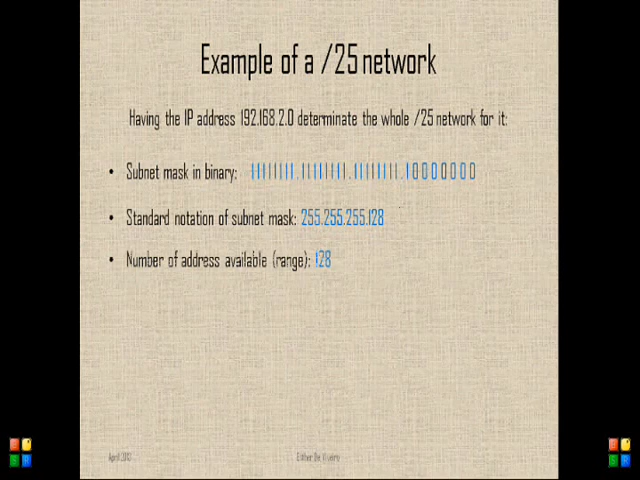 Example of a /25 network
Having the IP address 192.168.2.0 determinate the whole /25 network for it:
• Subnet mask in binary: 11111111.11111111.11111111.10000000
• Standard notation of subnet mask: 255.255.255.128
• Number of address available (range): 128
April